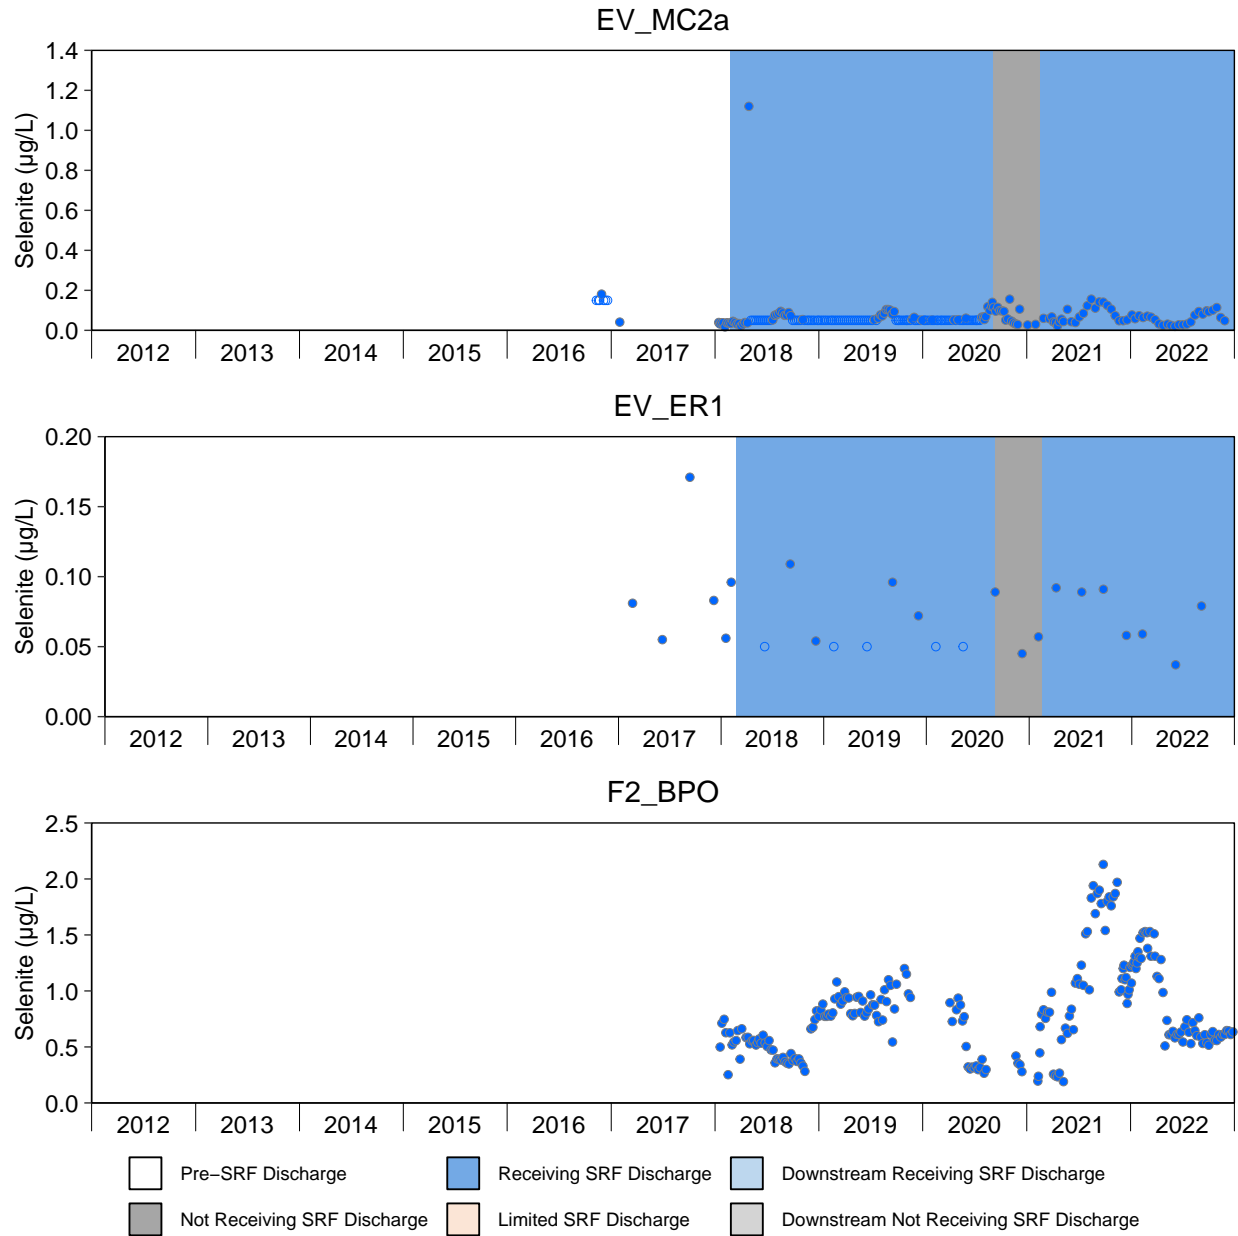 EV_MC2a
Selenite (µg/L)
1.4
1.2
1.0
0.8
0.6
0.4
0.2
0.0
2012 2013 2014 2015 2016 2017 2018 2019 2020 2021 2022
EV_ER1
Selenite (µg/L)
0.20
0.15
0.10
0.05
0.00
2012 2013 2014 2015 2016 2017 2018 2019 2020 2021 2022
F2_BPO
Selenite (µg/L)
2.5
2.0
1.5
1.0
0.5
0.0
2012 2013 2014 2015 2016 2017 2018 2019 2020 2021 2022
Pre−SRF Discharge Receiving SRF Discharge Downstream Receiving SRF Discharge
Not Receiving SRF Discharge Limited SRF Discharge Downstream Not Receiving SRF Discharge